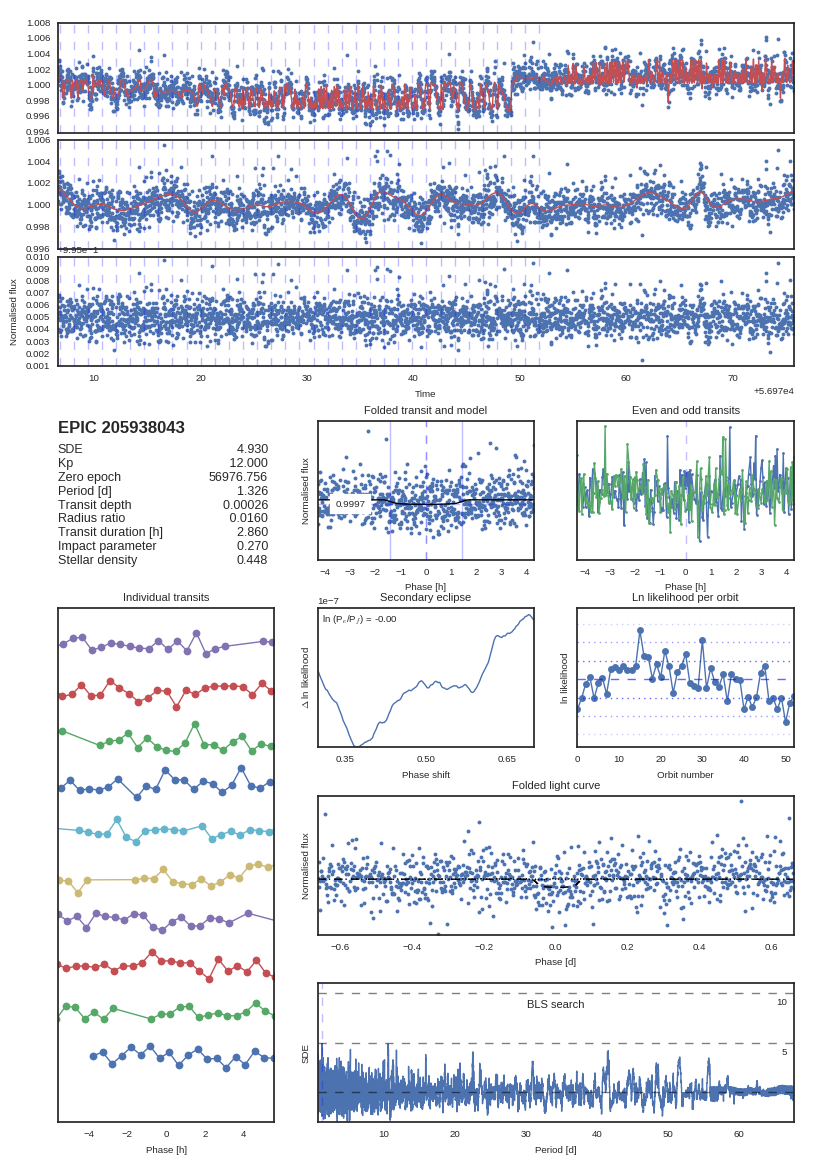 1.008
1.006
1.004
1.002
1.000
0.998
0.996
0.994
1.006
1.004
1.002
1.000
0.998
0.996
+9.95e−1
0.010
0.009
0.008
0.007
0.006
0.005
0.004
0.003
0.002
0.001
Normalised flux
10 20 30 40 50 60 70
Time
+5.697e4
EPIC 205938043
SDE 4.930
Kp 12.000
Zero epoch 56976.756
Period [d] 1.326
Transit depth 0.00026
Radius ratio 0.0160
Transit duration [h] 2.860
Impact parameter 0.270
Stellar density 0.448
Folded transit and model
Normalised flux
0.9997
−4 −3 −2 −1 0 1 2 3 4
Phase [h]
Even and odd transits
−4 −3 −2 −1 0 1 2 3 4
Phase [h]
Individual transits
−4 −2 0 2 4
Phase [h]
Secondary eclipse
1e−7
ln (Pₑ/P𝒻) = -0.00
Δ ln likelihood
0.35 0.50 0.65
Phase shift
Ln likelihood per orbit
ln likelihood
0 10 20 30 40 50
Orbit number
Folded light curve
Normalised flux
−0.6 −0.4 −0.2 0.0 0.2 0.4 0.6
Phase [d]
BLS search
10
5
SDE
10 20 30 40 50 60
Period [d]